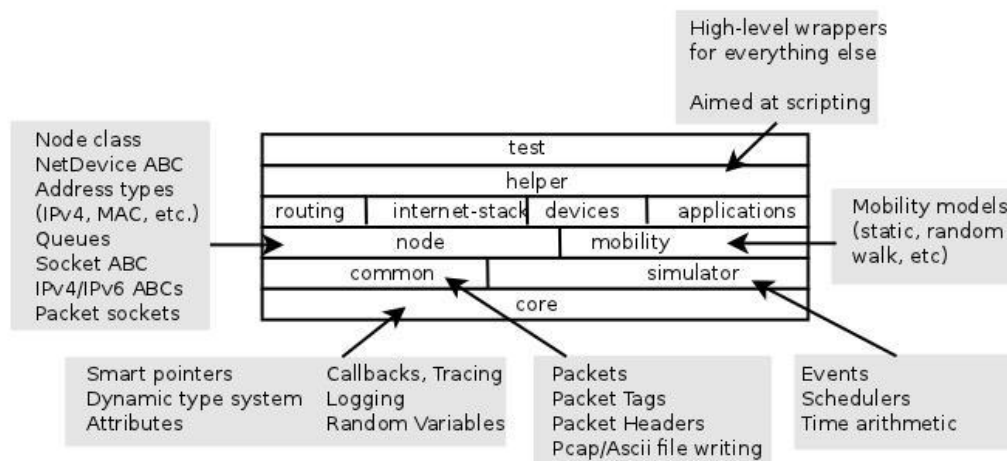 High-level wrappers
for everything else
Aimed at scripting
Node class
NetDevice ABC
Address types
(IPv4, MAC, etc.)
Queues
Socket ABC
IPv4/IPv6 ABCs
Packet sockets
test
helper
routing internet-stack devices applications
node mobility
common simulator
core
Mobility models
(static, random
walk, etc)
Smart pointers
Dynamic type system
Attributes
Callbacks, Tracing
Logging
Random Variables
Packets
Packet Tags
Packet Headers
Pcap/Ascii file writing
Events
Schedulers
Time arithmetic